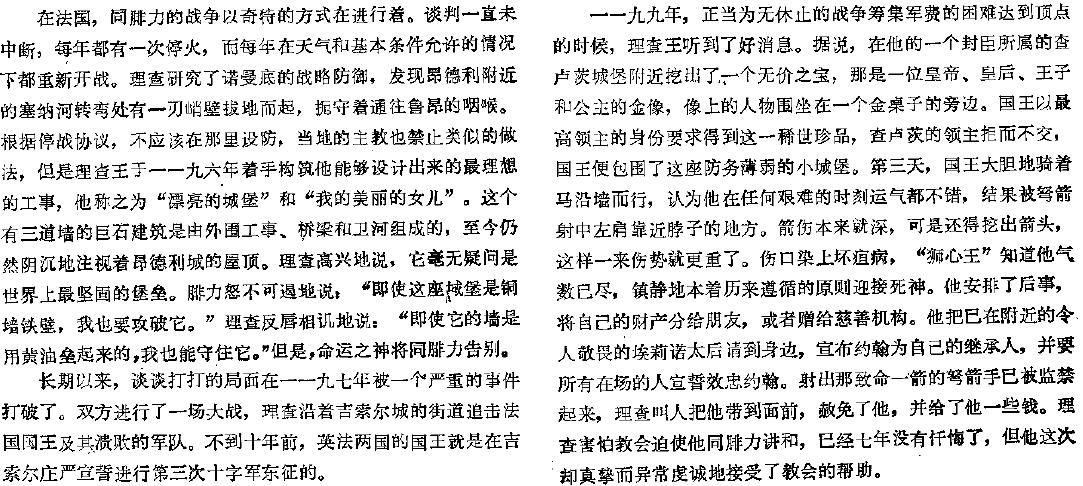 在法国，同腓力的战争以奇特的方式在进行着。谈判一直未
中断，每年都有一次停火，而每年在天气和基本条件允许的情况
下都重新开战。理查研究了诺曼底的战略防御，发现昂德利附近
的塞纳河转弯处有一刃峭壁拔地而起，扼守着通往鲁昂的咽喉。
根据停战协议，不应该在那里设防，当地的主教也禁止类似的做
法，但是理查王于一一九六年着手构筑他能够设计出来的最理想
的工事，他称之为“漂亮的城堡”和“我的美丽的女儿”。这个
有三道墙的巨石建筑是由外围工事、桥梁和卫河组成的，至今仍
然阴沉地注视着昂德利城的屋顶。理查高兴地说，它毫无疑问是
世界上最坚固的堡垒。腓力怒不可遏地说：“即使这座城堡是铜
墙铁壁，我也要攻破它。”理查反唇相讥地说：“即使它的墙是
用黄油垒起来的，我也能守住它。”但是，命运之神将同腓力告别。
长期以来，谈谈打打的局面在一一九七年被一个严重的事件
打破了。双方进行了一场大战，理查沿着吉索尔城的街道追击法
国国王及其溃败的军队。不到十年前，英法两国的国王就是在吉
索尔庄严宣誓进行第三次十字军东征的。
一一九九年，正当为无休止的战争筹集军费的困难达到顶点
的时候，理查王听到了好消息。据说，在他的一个封臣所属的查
卢茨城堡附近挖出了一个无价之宝，那是一位皇帝、皇后、王子
和公主的金像，像上的人物围坐在一个金桌子的旁边。国王以最
高领主的身份要求得到这一稀世珍品，查卢茨的领主拒而不交，
国王便包围了这座防务薄弱的小城堡。第三天，国王大胆地骑着
马沿墙而行，认为他在任何艰难的时刻运气都不错，结果被弩箭
射中左肩靠近脖子的地方。箭伤本来就深，可是还得挖出箭头，
这样一来伤势就更重了。伤口染上坏疽病，“狮心王”知道他气
数已尽，镇静地本着历来遵循的原则迎接死神。他安排了后事，
将自己的财产分给朋友，或者赠给慈善机构。他把已在附近的令
人敬畏的埃莉诺太后请到身边，宣布约翰为自己的继承人，并要
所有在场的人宣誓效忠约翰。射出那致命一箭的弩箭手已被监禁
起来，理查叫人把他带到面前，赦免了他，并给了他一些钱。理
查害怕教会迫使他同腓力讲和，已经七年没有忏悔了，但他这次
却真挚而异常虔诚地接受了教会的帮助。